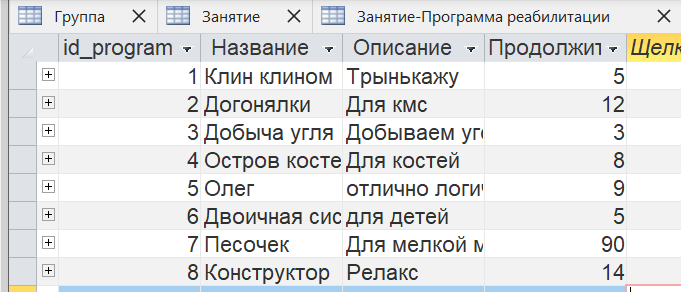 Группа Занятие Занятие-Программа реабилитации
id_program Название Описание Продолжит Щелк
1 Клин клином Трынькажу 5
2 Догонялки Для кмс 12
3 Добыча угля Добываем уго 3
4 Остров косте Для костей 8
5 Олег отлично логич 9
6 Двоичная сис для детей 5
7 Песочек Для мелкой м 90
8 Конструктор Релакс 14